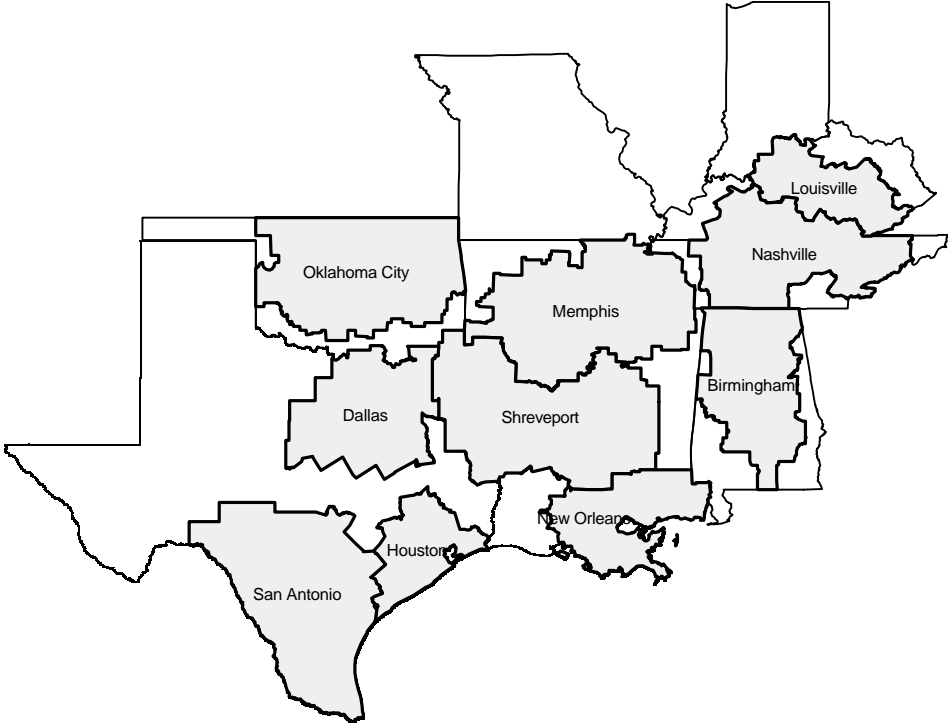 Louisville
Nashville
Oklahoma City
Memphis
Birmingham
Dallas
Shreveport
New Orleans
Houston
San Antonio